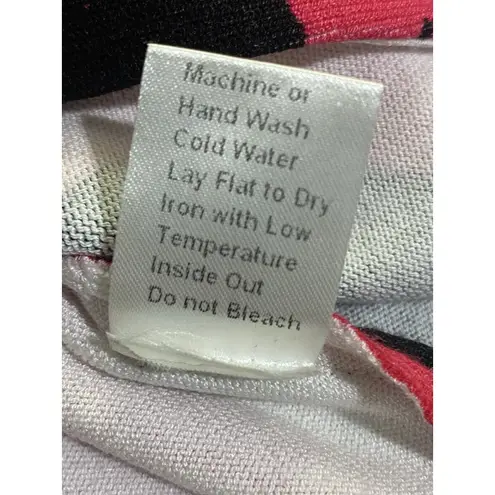 Machine or
Hand Wash
Cold Water
Lay Flat to Dry
Iron with Low
Temperature
Inside Out
Do not Bleach